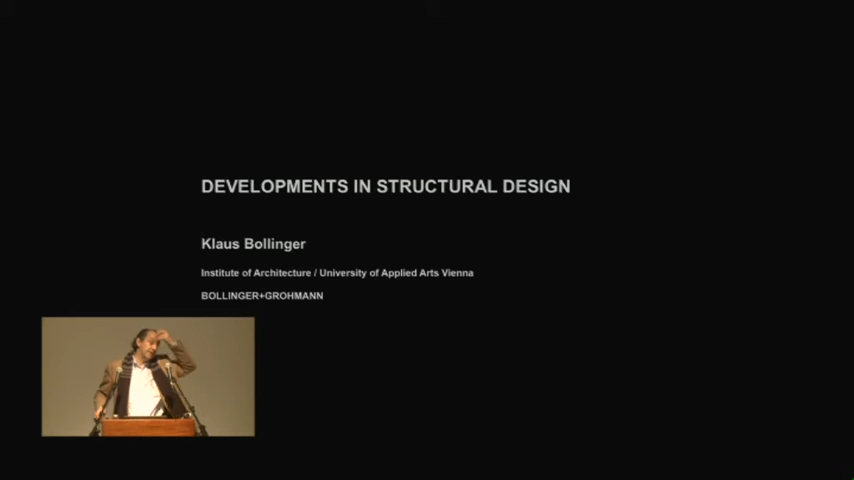 DEVELOPMENTS IN STRUCTURAL DESIGN
Klaus Bollinger
Institute of Architecture / University of Applied Arts Vienna
BOLLINGER+GROHMANN